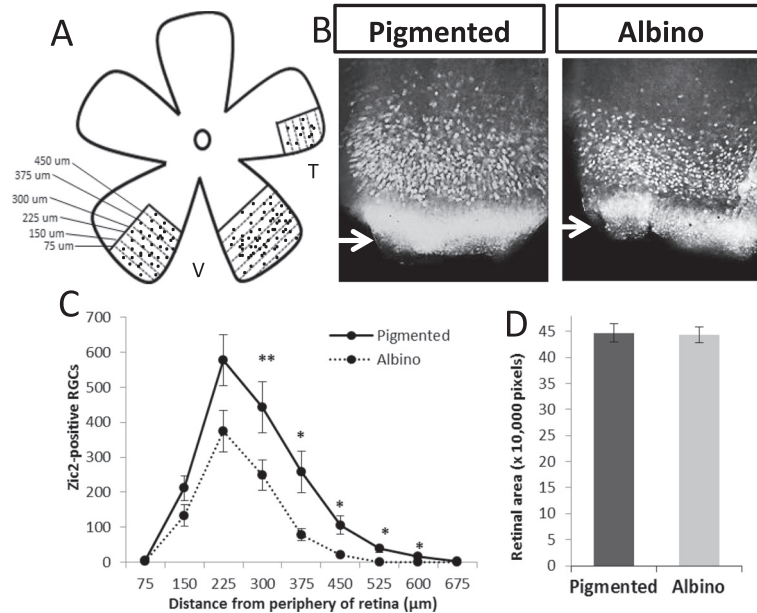 A
450 um
375 um
300 um
225 um
150 um
75 um
T
V
B
Pigmented
Albino
C
700
600
500
400
300
200
100
0
Zic2-positive RGCs
Pigmented
Albino
**
*
*
*
*
75 150 225 300 375 450 525 600 675
Distance from periphery of retina (µm)
D
45
40
35
30
25
20
15
10
5
0
Retinal area (x 10,000 pixels)
Pigmented Albino